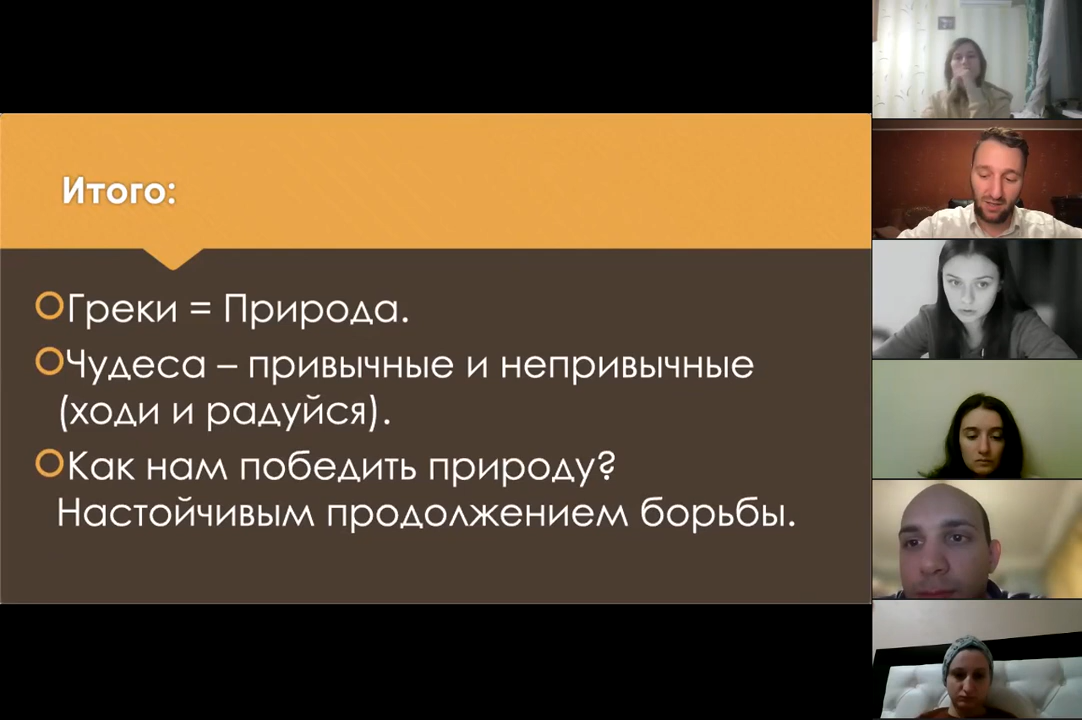 Итого:
Греки = Природа.
Чудеса – привычные и непривычные
(ходи и радуйся).
Как нам победить природу?
Настойчивым продолжением борьбы.